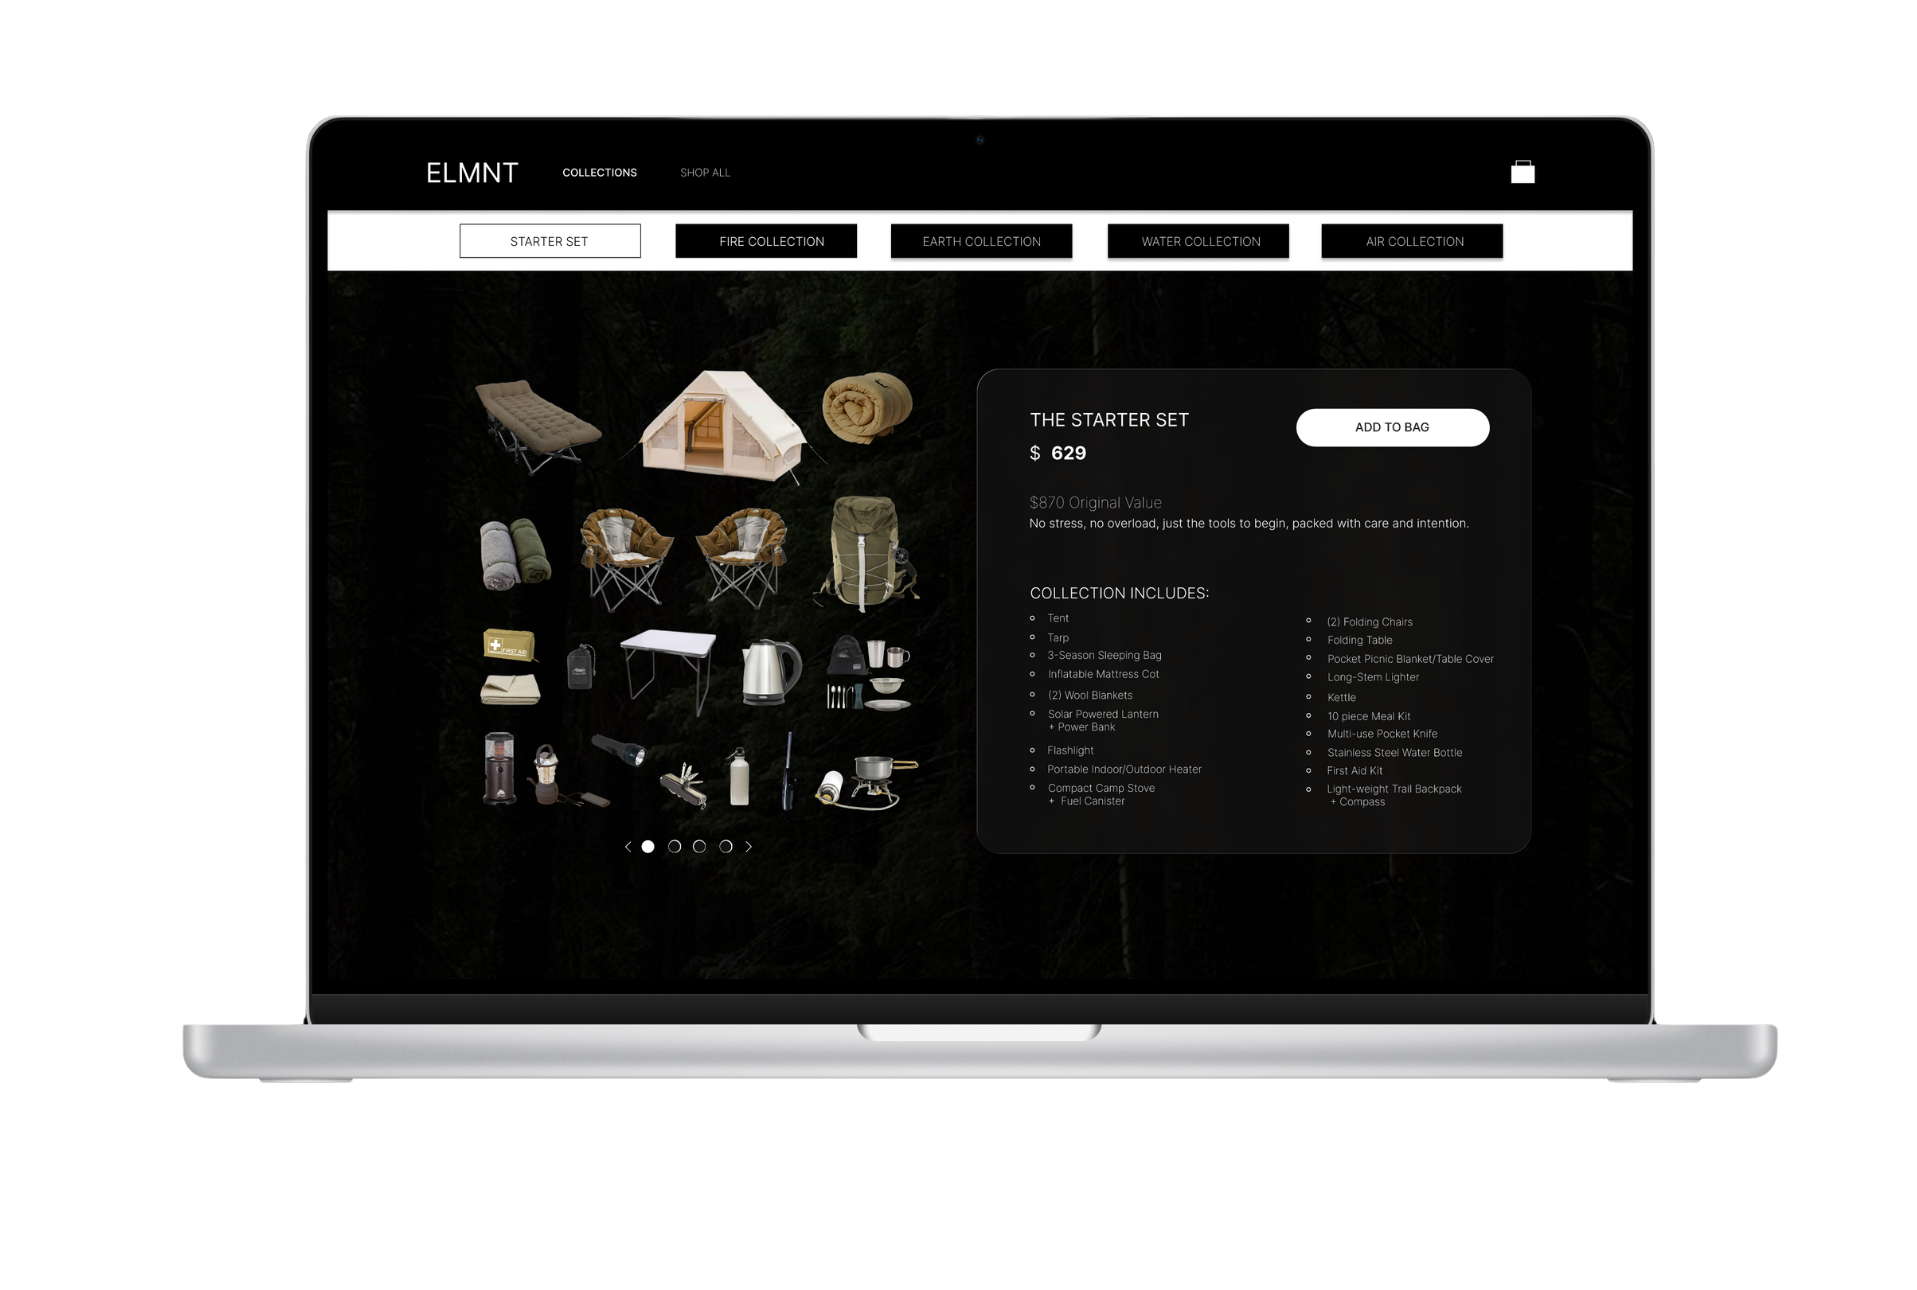 ELMNT
COLLECTIONS
SHOP ALL
STARTER SET
FIRE COLLECTION
EARTH COLLECTION
WATER COLLECTION
AIR COLLECTION
THE STARTER SET
ADD TO BAG
$ 629
$870 Original Value
No stress, no overload, just the tools to begin, packed with care and intention.
COLLECTION INCLUDES:
Tent
Tarp
3-Season Sleeping Bag
Inflatable Mattress Cot
(2) Wool Blankets
Solar Powered Lantern
+ Power Bank
Flashlight
Portable Indoor/Outdoor Heater
Compact Camp Stove
+ Fuel Canister
(2) Folding Chairs
Folding Table
Pocket Picnic Blanket/Table Cover
Long-Stem Lighter
Kettle
10 piece Meal Kit
Multi-use Pocket Knife
Stainless Steel Water Bottle
First Aid Kit
Light-weight Trail Backpack
+ Compass
FIRST AID